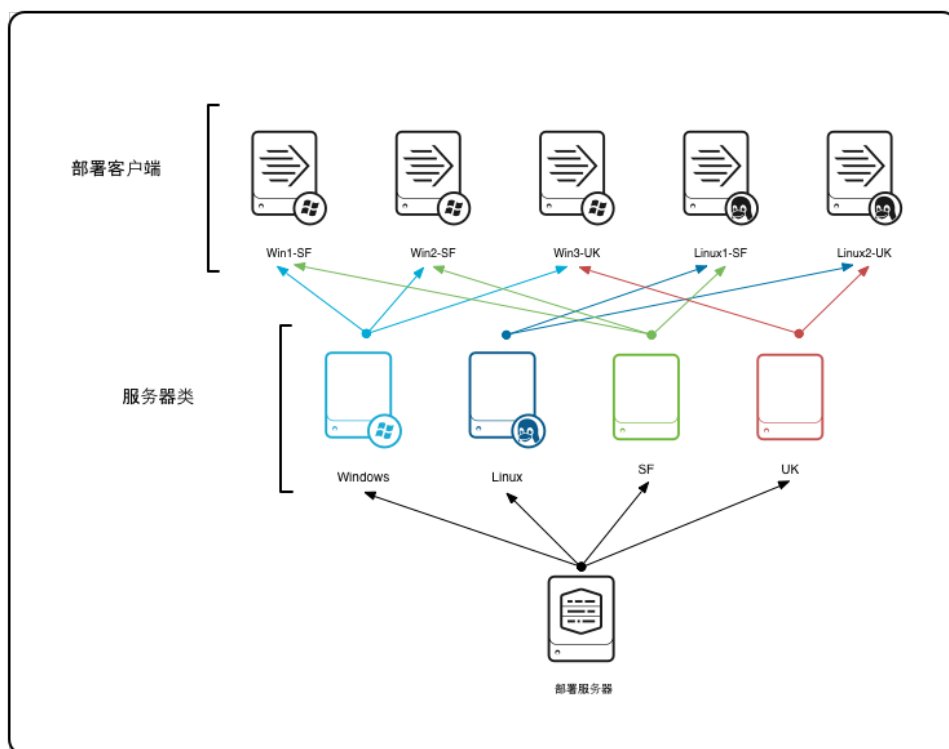 部署客户端
Win1-SF
Win2-SF
Win3-UK
Linux1-SF
Linux2-UK
服务器类
Windows
Linux
SF
UK
部署服务器